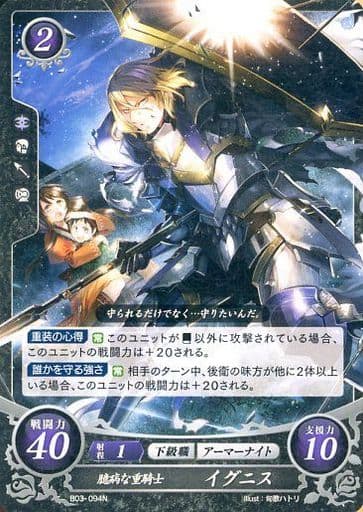 2
守られるだけでなく…守りたいんだ。
重装の心得 常 このユニットが■以外に攻撃されている場合、
このユニットの戦闘力は+20される。
誰かを守る強さ 常 相手のターン中、後衛の味方が他に2体以上
いる場合、このユニットの戦闘力は+20される。
戦闘力
40
射程 1 下級職 アーマーナイト
支援力
10
臆病な重騎士 イグニス
B03-094N
Illust:旬歌ハトリ